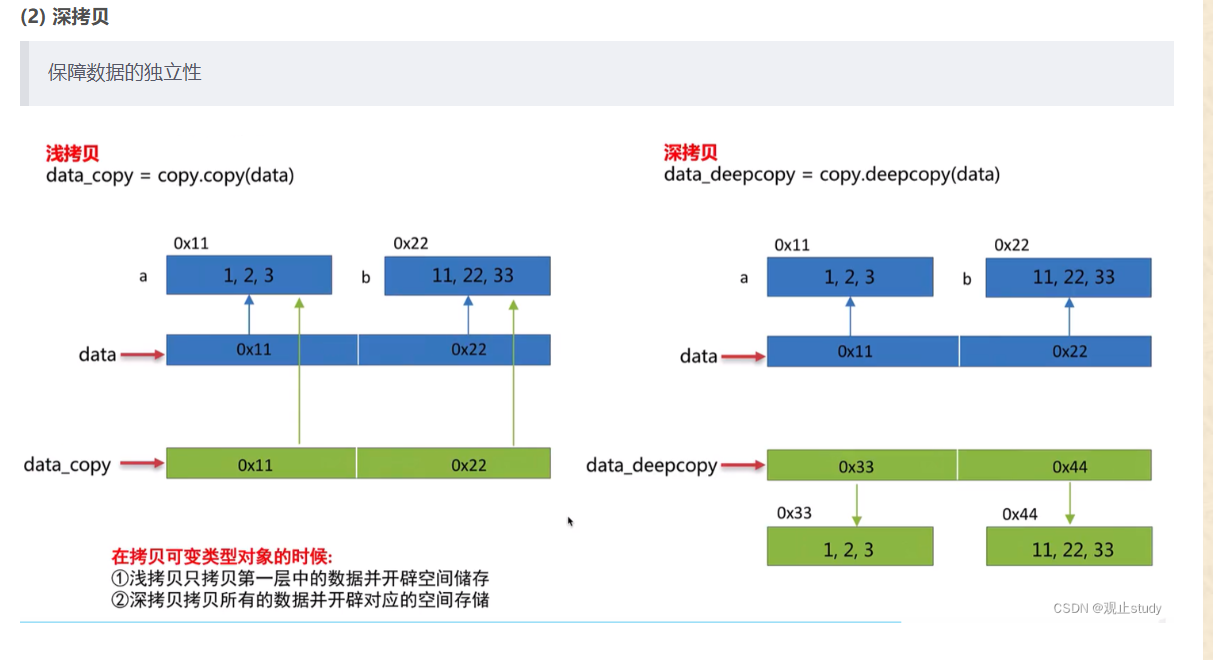 (2) 深拷贝
保障数据的独立性
浅拷贝
data_copy = copy.copy(data)
0x11
0x22
a
1, 2, 3
b
11, 22, 33
data
0x11
0x22
data_copy
0x11
0x22
在拷贝可变类型对象的时候:
①浅拷贝只拷贝第一层中的数据并开辟空间储存
②深拷贝拷贝所有的数据并开辟对应的空间存储
深拷贝
data_deepcopy = copy.deepcopy(data)
0x11
0x22
a
1, 2, 3
b
11, 22, 33
data
0x11
0x22
data_deepcopy
0x33
0x44
0x33
0x44
1, 2, 3
11, 22, 33
CSDN @观止study